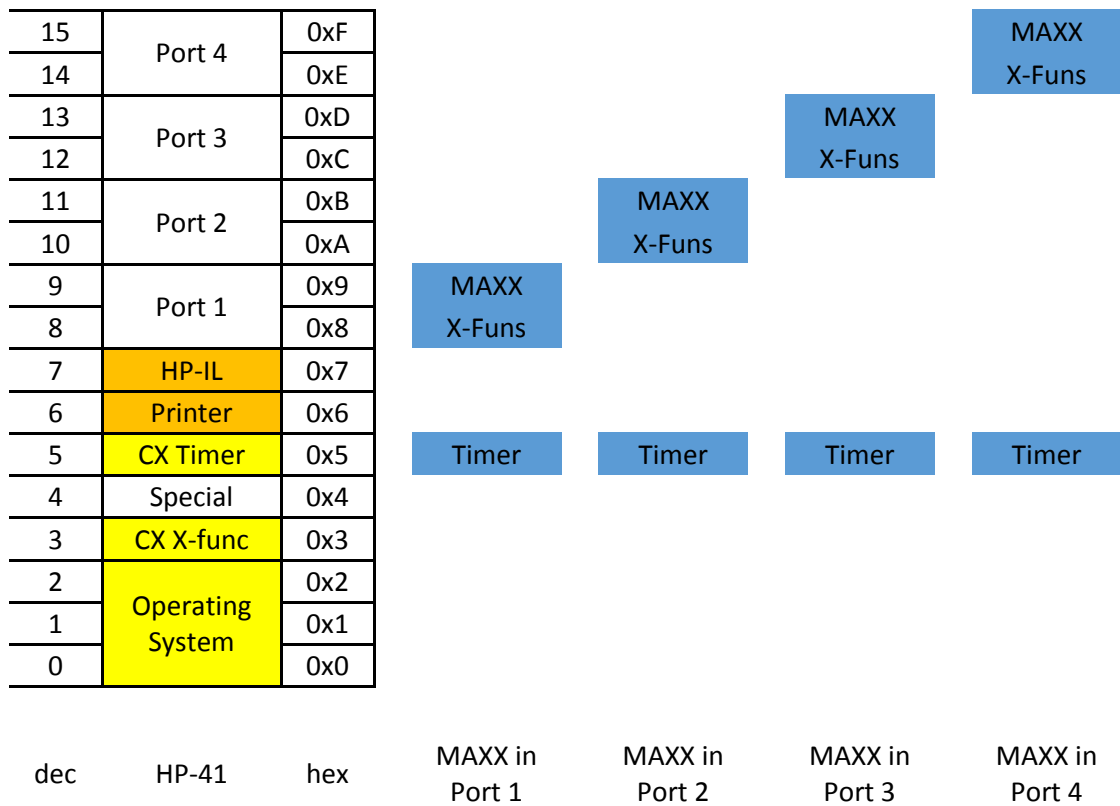 15 Port 4 0xF MAXX
14 0xE X-Funs
13 Port 3 0xD MAXX
12 0xC X-Funs
11 Port 2 0xB MAXX
10 0xA X-Funs
9 Port 1 0x9 MAXX
8 0x8 X-Funs
7 HP-IL 0x7
6 Printer 0x6
5 CX Timer 0x5 Timer Timer Timer Timer
4 Special 0x4
3 CX X-func 0x3
2 Operating 0x2
1 System 0x1
0 0x0
dec HP-41 hex MAXX in MAXX in MAXX in MAXX in
Port 1 Port 2 Port 3 Port 4